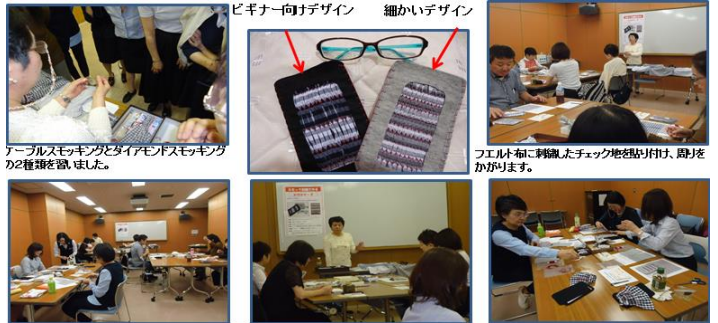 ビギナー向けデザイン
細かいデザイン
ケーブルスモッキングとダイアモンドスモッキング
の2種類を習いました。
フエルト布に刺繍したチェック地を貼り付け、周りを
かがります。